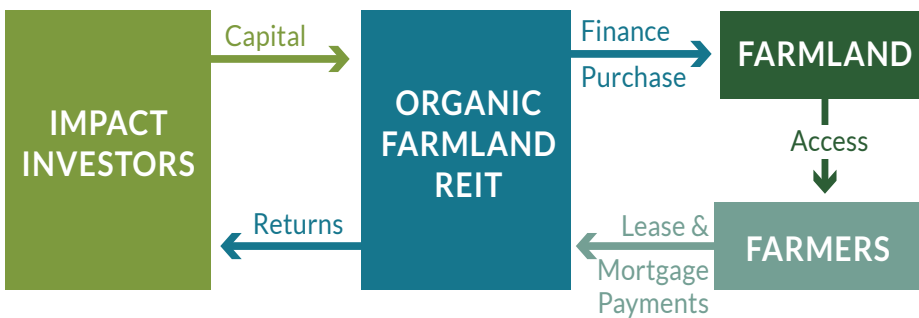 IMPACT
INVESTORS
Capital
Returns
ORGANIC
FARMLAND
REIT
Finance
Purchase
FARMLAND
Access
FARMERS
Lease &
Mortgage
Payments